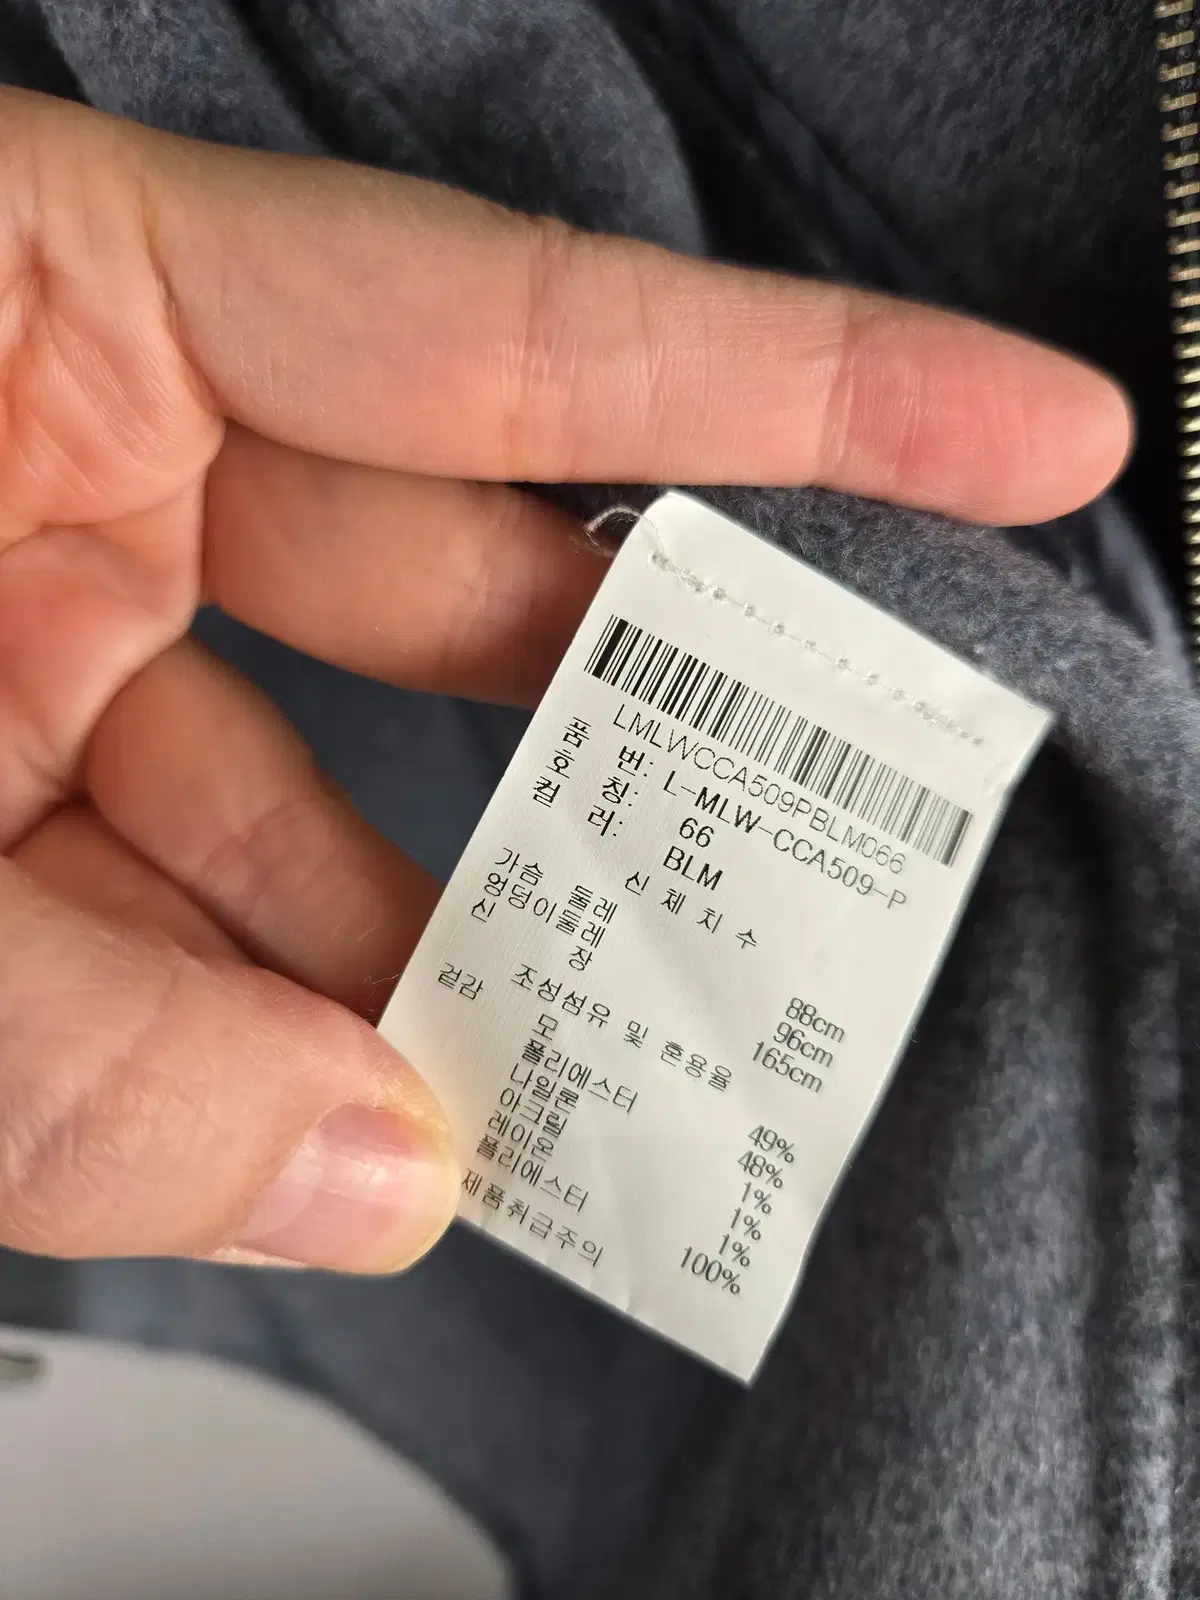 LMLWCCA509PBLM066
품 번: L-MLW-CCA509-P
호 칭: 66
컬 러: BLM
신 체 치 수
가슴 둘레 88cm
엉덩이둘레 96cm
신 장 165cm
조성섬유 및 혼용율
겉감 모 49%
폴리에스터 48%
나일론 1%
아크릴 1%
레이온 1%
폴리에스터 100%
제품취급주의